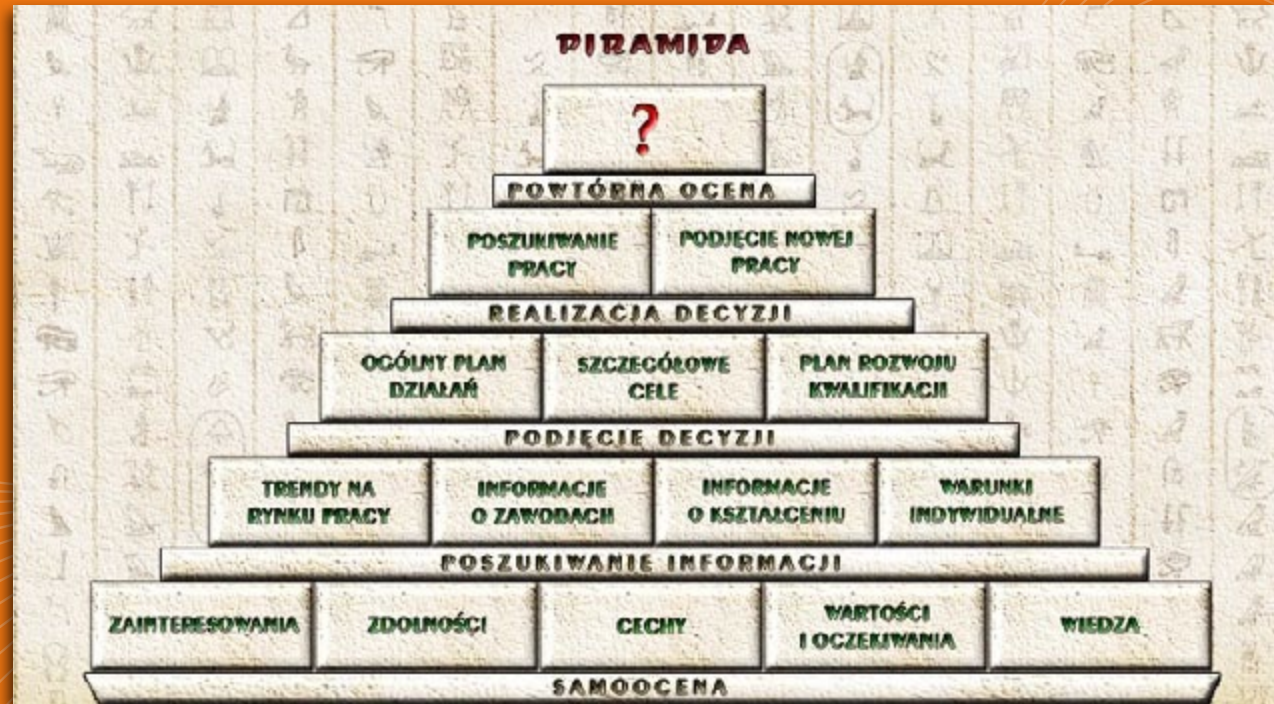 PIRAMIDA
?
POWTÓRNA OCENA
POSZUKIWANIE
PRACY
PODJĘCIE NOWEJ
PRACY
REALIZACJA DECYZJI
OGÓLNY PLAN
DZIAŁAŃ
SZCZEGÓŁOWE
CELE
PLAN ROZWOJU
KWALIFIKACJI
PODJĘCIE DECYZJI
TRENDY NA
RYNKU PRACY
INFORMACJE
O ZAWODACH
INFORMACJE
O KSZTAŁCENIU
WARUNKI
INDYWIDUALNE
POSZUKIWANIE INFORMACJI
ZAINTERESOWANIA
ZDOLNOŚCI
CECHY
WARTOŚCI
I OCZEKIWANIA
WIEDZA
SAMOOCENA